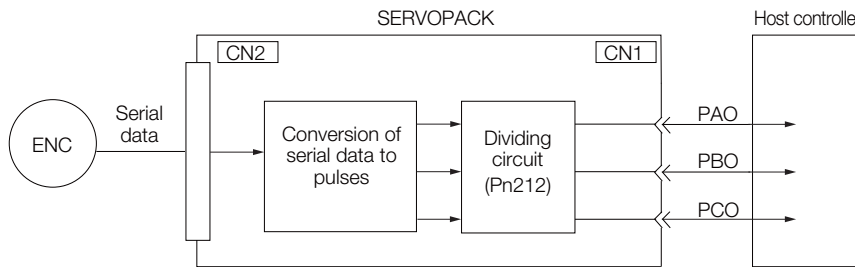 SERVOPACK
Host controlle
CN2
CN1
ENC
Serial
data
Conversion of
serial data to
pulses
Dividing
circuit
(Pn212)
PAO
PBO
PCO